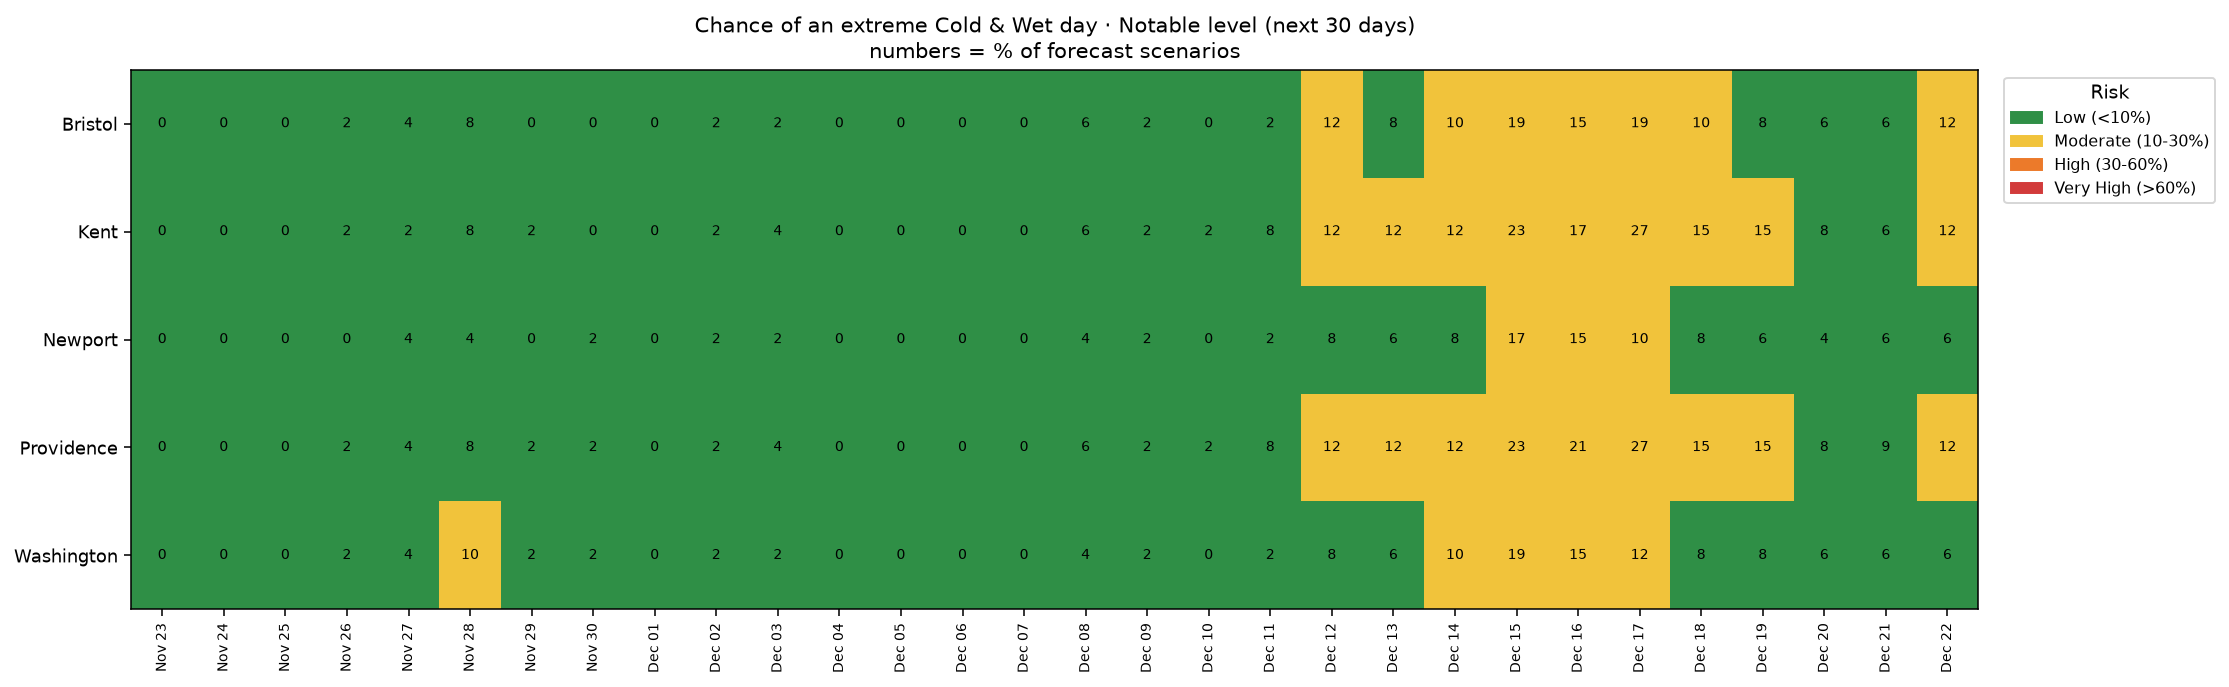 Chance of an extreme Cold & Wet day · Notable level (next 30 days)
numbers = % of forecast scenarios
Bristol 0 0 0 2 4 8 0 0 0 2 2 0 0 0 0 6 2 0 2 12 8 10 19 15 19 10 8 6 6 12
Kent 0 0 0 2 2 8 2 0 0 2 4 0 0 0 0 6 2 2 8 12 12 12 23 17 27 15 15 8 6 12
Newport 0 0 0 0 4 4 0 2 0 2 2 0 0 0 0 4 2 0 2 8 6 8 17 15 10 8 6 4 6 6
Providence 0 0 0 2 4 8 2 2 0 2 4 0 0 0 0 6 2 2 8 12 12 12 23 21 27 15 15 8 9 12
Washington 0 0 0 2 4 10 2 2 0 2 2 0 0 0 0 4 2 0 2 8 6 10 19 15 12 8 8 6 6 6
Nov 23 Nov 24 Nov 25 Nov 26 Nov 27 Nov 28 Nov 29 Nov 30 Dec 01 Dec 02 Dec 03 Dec 04 Dec 05 Dec 06 Dec 07 Dec 08 Dec 09 Dec 10 Dec 11 Dec 12 Dec 13 Dec 14 Dec 15 Dec 16 Dec 17 Dec 18 Dec 19 Dec 20 Dec 21 Dec 22
Risk
Low (<10%)
Moderate (10-30%)
High (30-60%)
Very High (>60%)